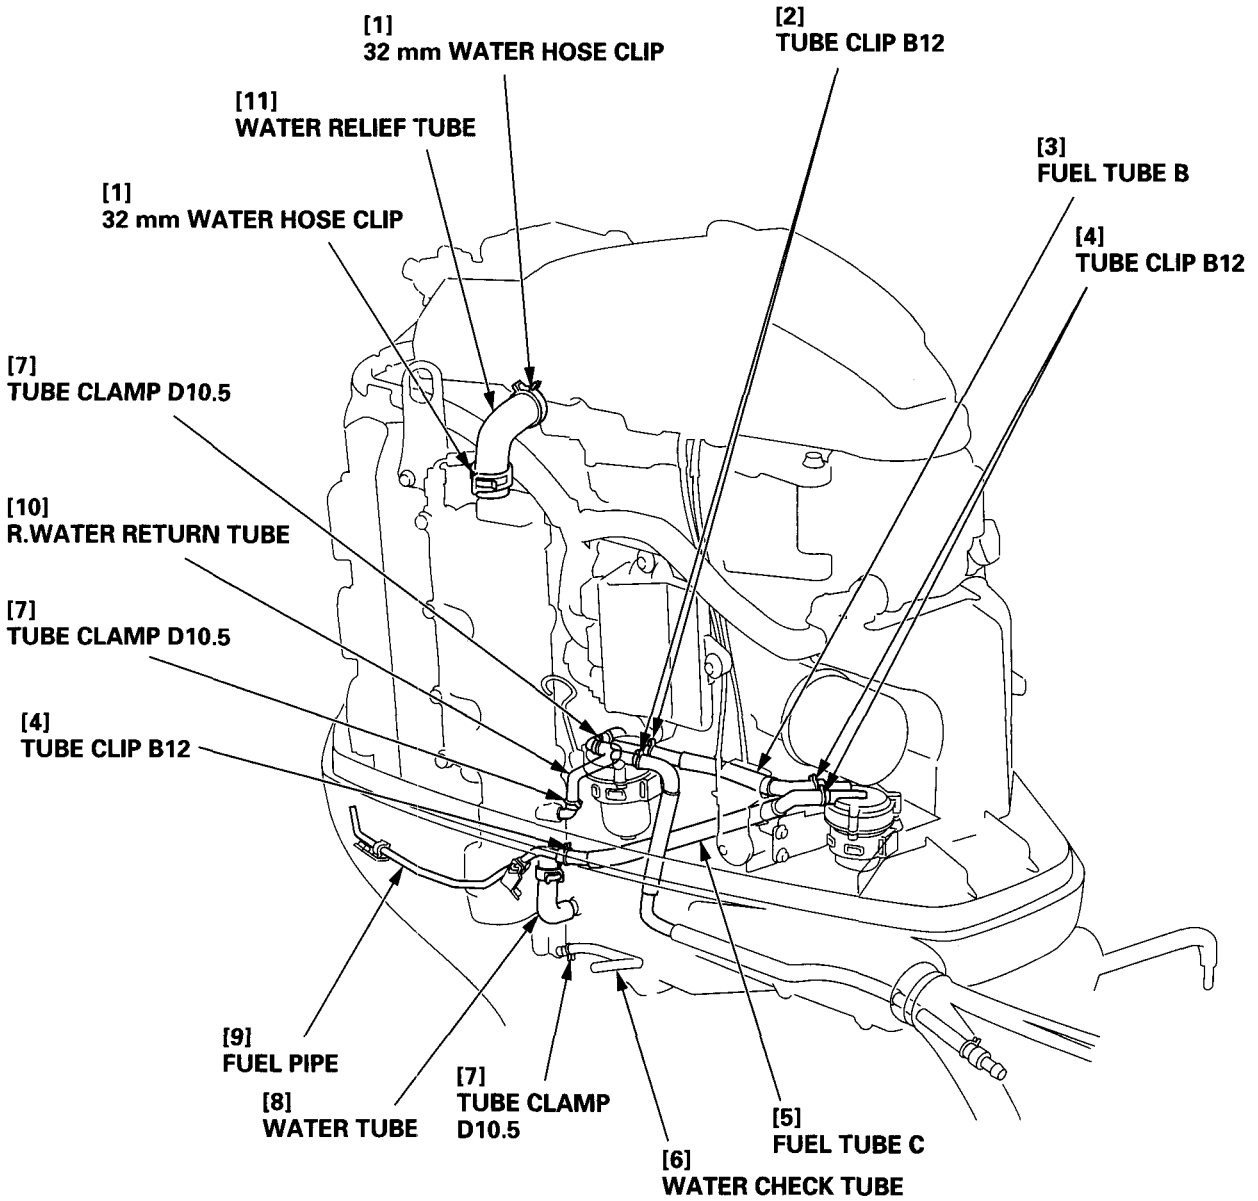 [1]
32 mm WATER HOSE CLIP
[2]
TUBE CLIP B12
[11]
WATER RELIEF TUBE
[3]
FUEL TUBE B
[1]
32 mm WATER HOSE CLIP
[4]
TUBE CLIP B12
[7]
TUBE CLAMP D10.5
[10]
R.WATER RETURN TUBE
[7]
TUBE CLAMP D10.5
[4]
TUBE CLIP B12
[9]
FUEL PIPE
[8]
WATER TUBE
[7]
TUBE CLAMP
D10.5
[5]
FUEL TUBE C
[6]
WATER CHECK TUBE